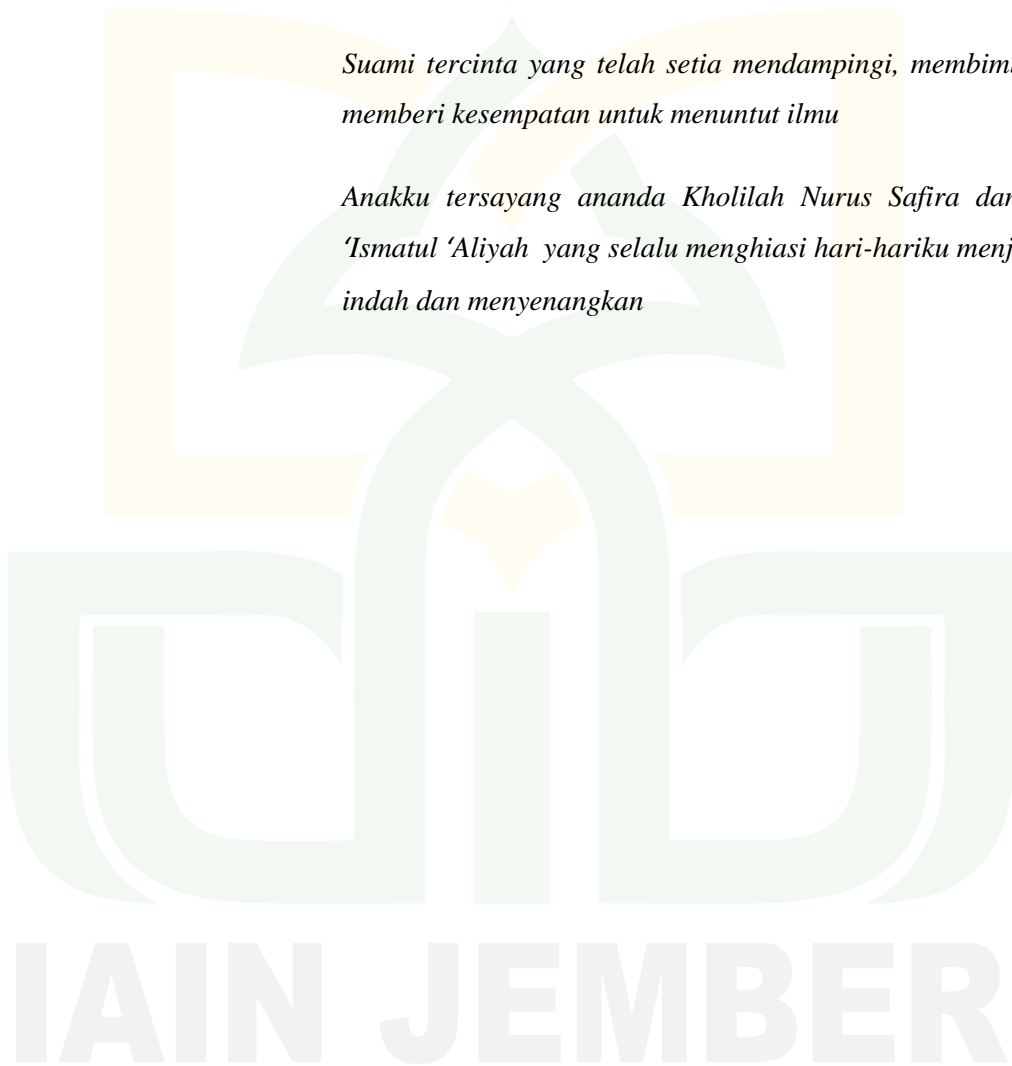 Suami tercinta yang telah setia mendampingi,
memberi kesempatan untuk menuntut ilmu
Anakku tersayang ananda Kholilah Nurus Safira
‘Ismatul ‘Aliyah yang selalu menghiasi hari-hariku
indah dan menyenangkan
IAIN JEMBER